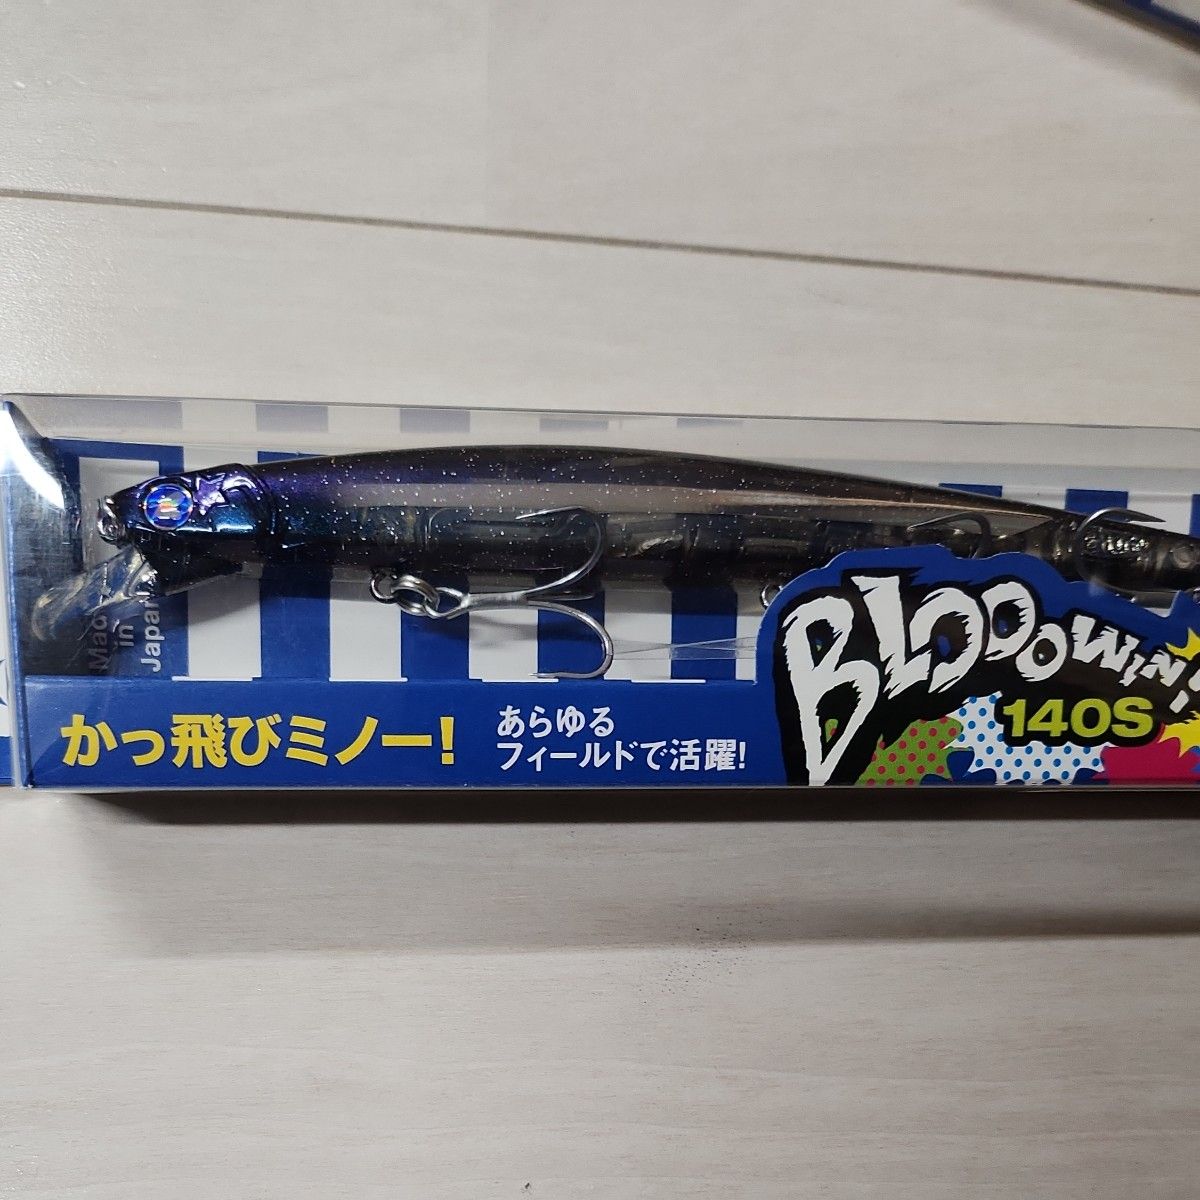 Made
in
Japan
かっ飛びミノー!
あらゆる
フィールドで活躍!
BLOOOWIN!
140S